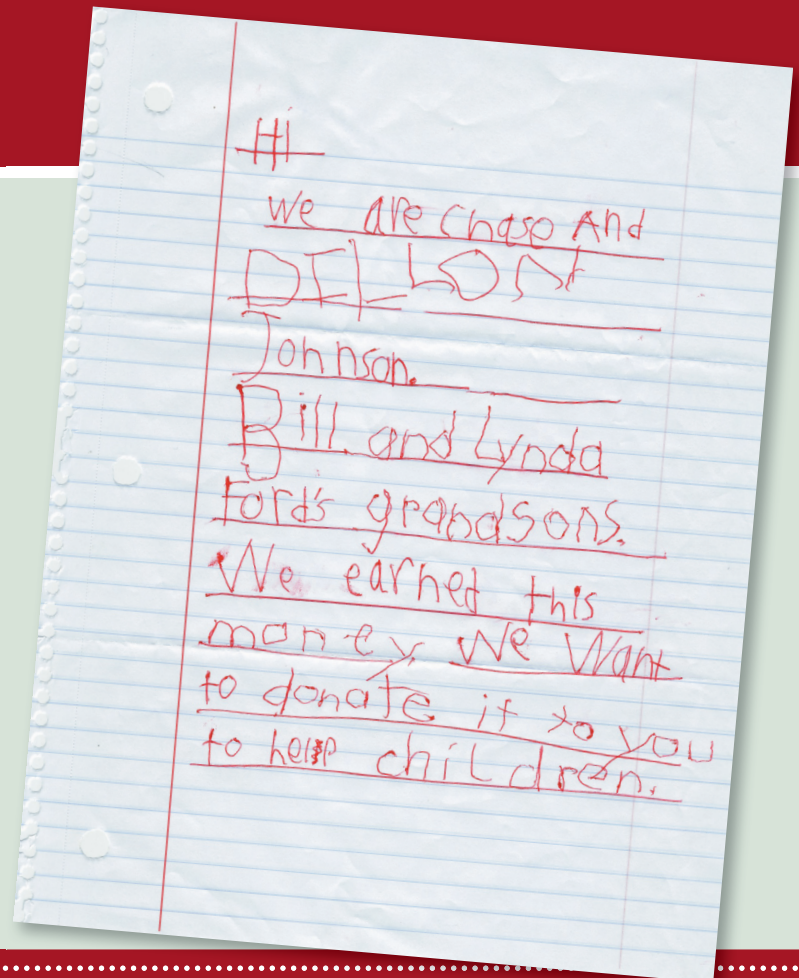 Hi
we are Chase And
DILLON
Johnson.
Bill and Lynda
Ford's grandsons.
We earned this
money. We Want
to donate it to you
to help children.